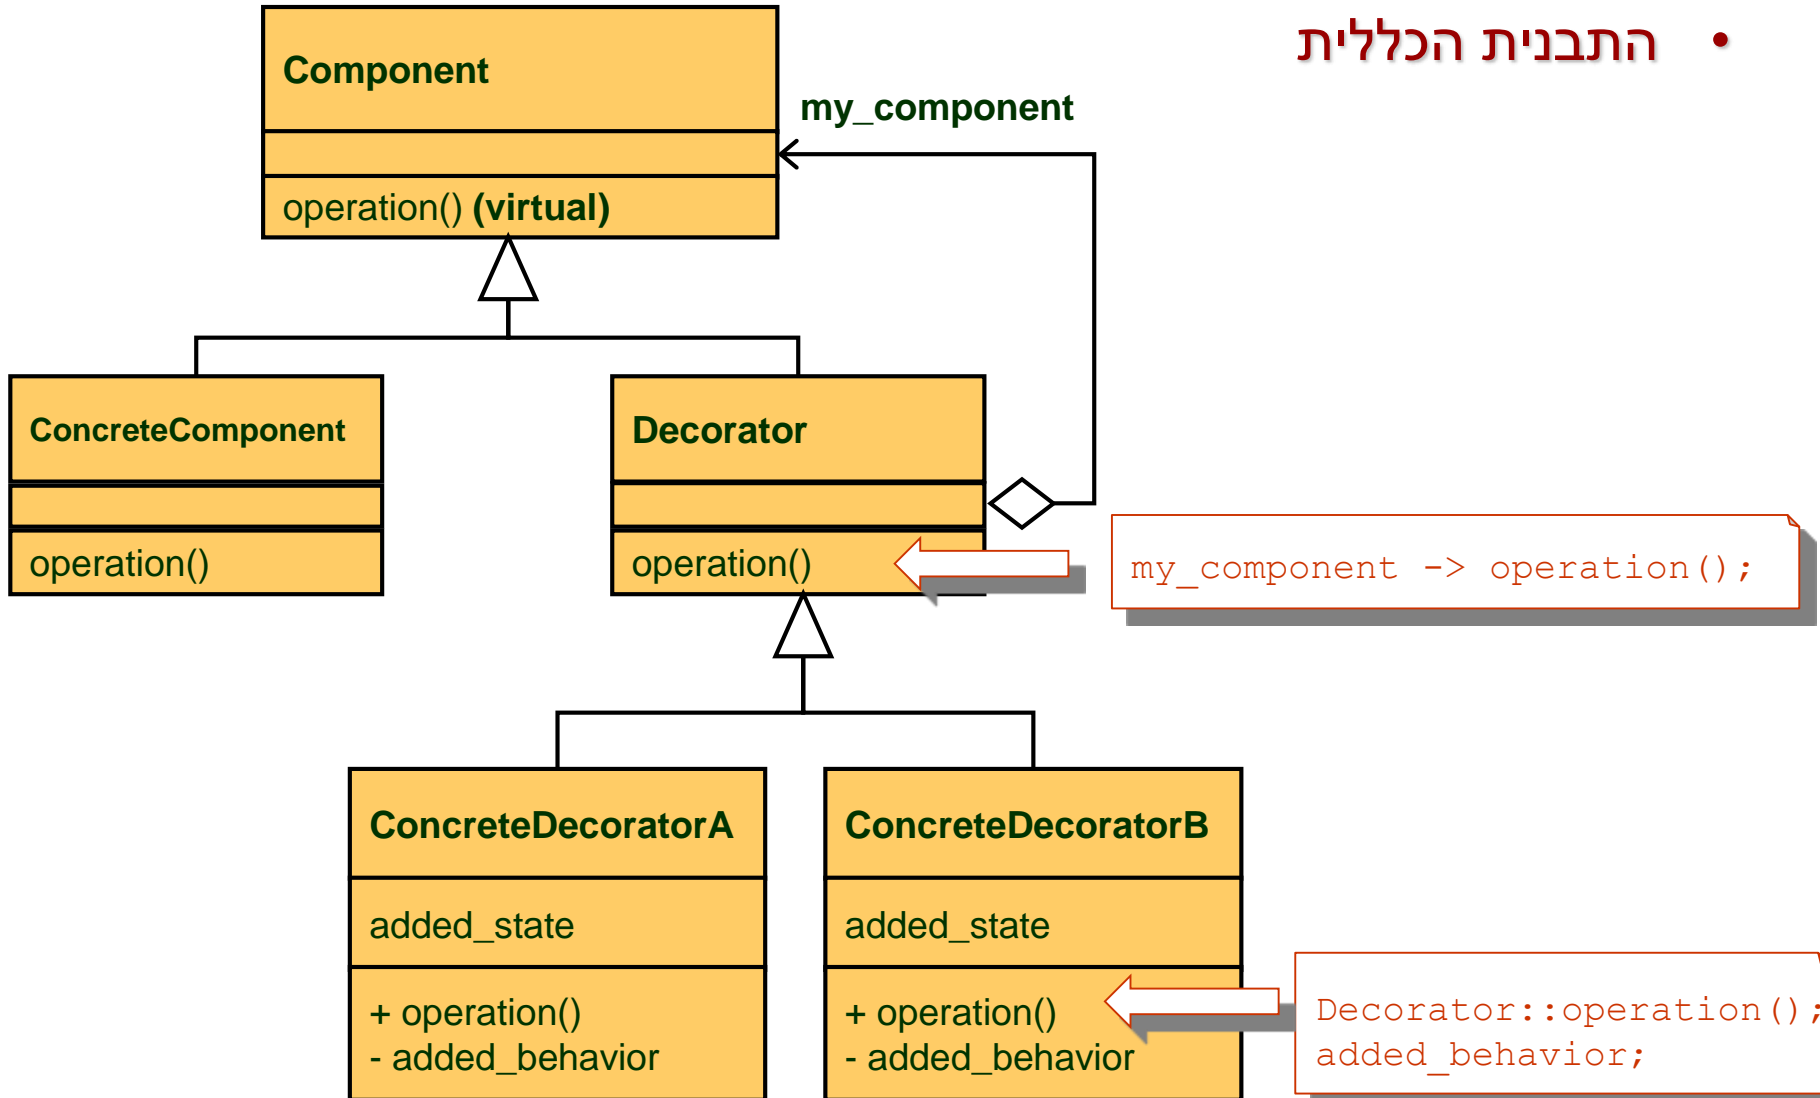 • התבנית הכללית
Component
my_component
operation() (virtual)
ConcreteComponent
operation()
Decorator
operation()
my_component -> operation();
ConcreteDecoratorA
added_state
+ operation()
- added_behavior
ConcreteDecoratorB
added_state
+ operation()
- added_behavior
Decorator::operation();
added_behavior;